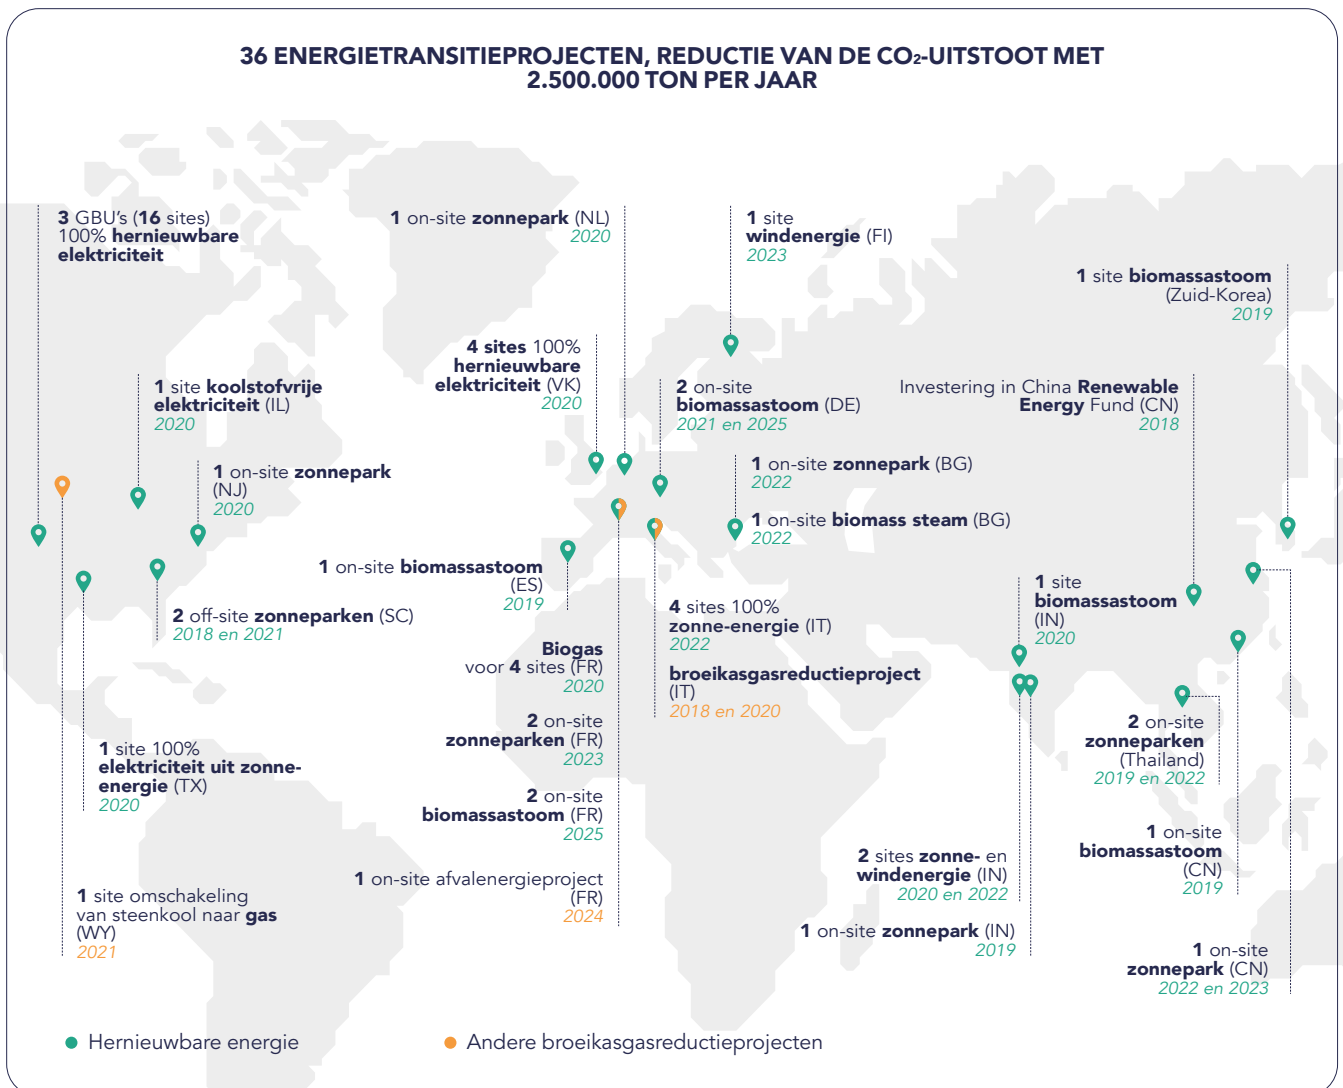 36 ENERGIETRANSITIEPROJECTEN, REDUCTIE VAN DE CO₂-UITSTOOT MET
2.500.000 TON PER JAAR
3 GBU's (16 sites)
100% hernieuwbare
elektriciteit
1 on-site zonnepark (NL)
2020
1 site
windenergie (FI)
2023
1 site biomassastoom
(Zuid-Korea)
2019
4 sites 100%
hernieuwbare
elektriciteit (VK)
2020
1 site koolstofvrije
elektriciteit (IL)
2020
2 on-site
biomassastoom (DE)
2021 en 2025
Investering in China Renewable
Energy Fund (CN)
2018
1 on-site zonnepark
(NJ)
2020
1 on-site zonnepark (BG)
2022
1 on-site biomass steam (BG)
2022
1 on-site biomassastoom
(ES)
2019
1 site
biomassastoom
(IN)
2020
2 off-site zonneparken (SC)
2018 en 2021
4 sites 100%
zonne-energie (IT)
2022
broeikasgasreductieproject
(IT)
2018 en 2020
Biogas
voor 4 sites (FR)
2020
2 on-site
zonneparken (FR)
2023
2 on-site
biomassastoom (FR)
2025
1 on-site afvalenergieproject
(FR)
2024
1 site 100%
elektriciteit uit zonne-
energie (TX)
2020
1 site omschakeling
van steenkool naar gas
(WY)
2021
2 on-site
zonneparken
(Thailand)
2019 en 2022
1 on-site
biomassastoom
(CN)
2019
2 sites zonne- en
windenergie (IN)
2020 en 2022
1 on-site zonnepark (IN)
2019
1 on-site
zonnepark (CN)
2022 en 2023
Hernieuwbare energie
Andere broeikasgasreductieprojecten